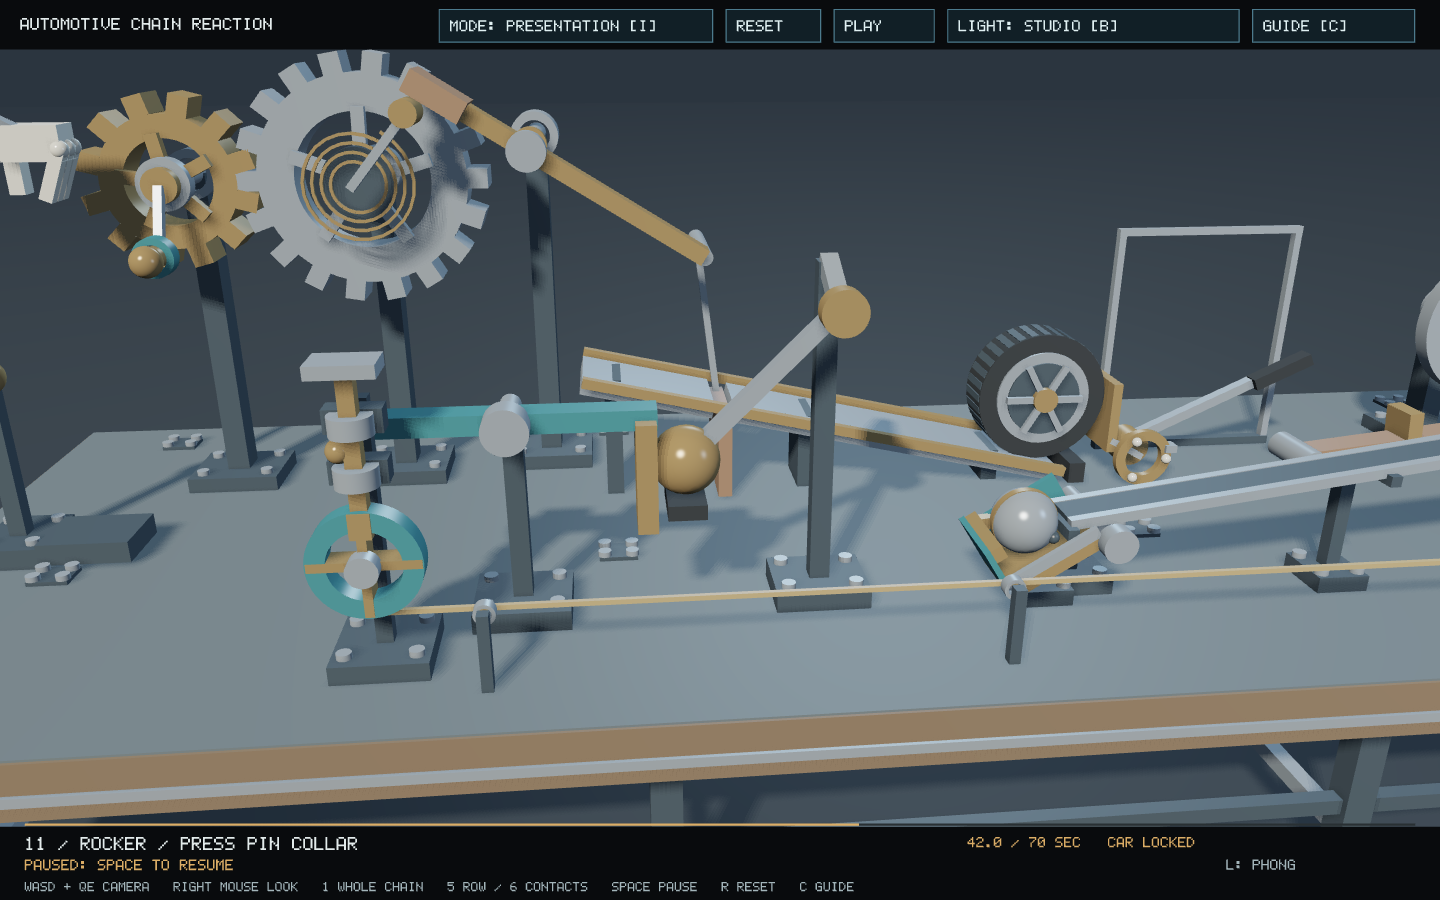 AUTOMOTIVE CHAIN REACTION
MODE: PRESENTATION [I]
RESET
PLAY
LIGHT: STUDIO [B]
GUIDE [C]
11 / ROCKER / PRESS PIN COLLAR
42.0 / 70 SEC
CAR LOCKED
PAUSED: SPACE TO RESUME
L: PHONG
WASD + QE CAMERA
RIGHT MOUSE LOOK
1 WHOLE CHAIN
5 ROW / 6 CONTACTS
SPACE PAUSE
R RESET
C GUIDE